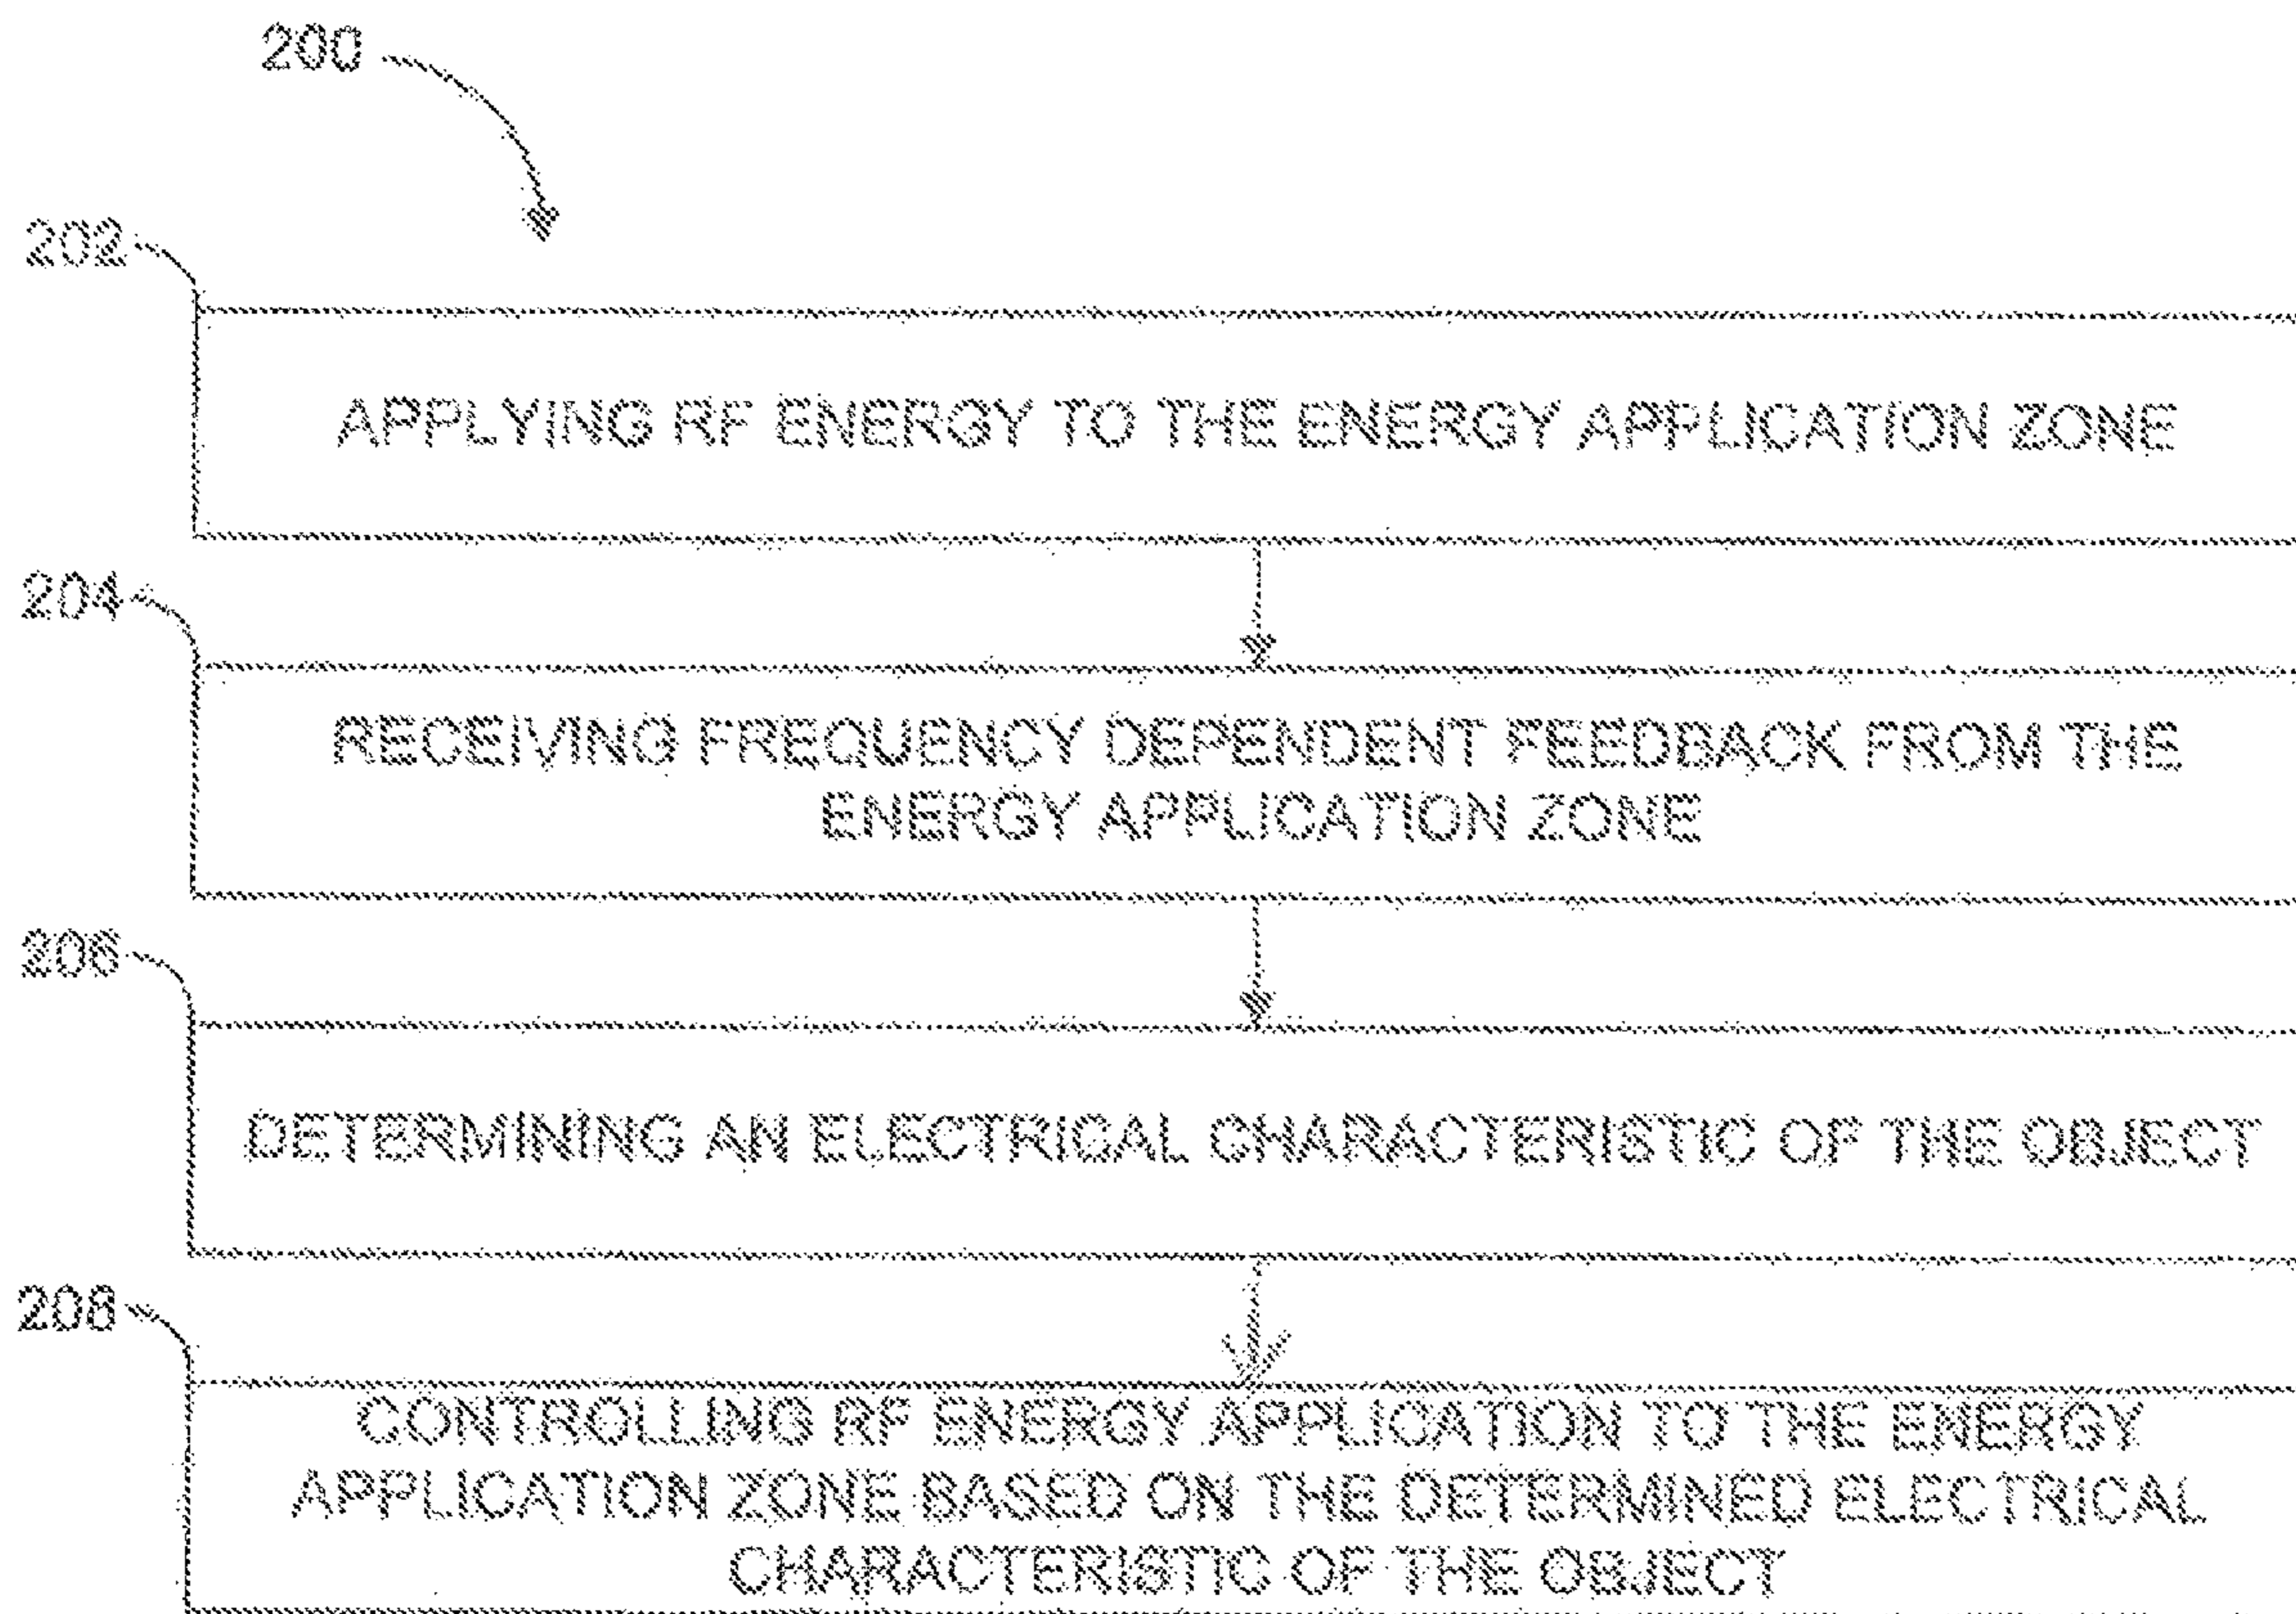 200
202
APPLYING RF ENERGY TO THE ENERGY APPLICATION ZONE
204
RECEIVING FREQUENCY DEPENDENT FEEDBACK FROM THE
ENERGY APPLICATION ZONE
206
DETERMINING AN ELECTRICAL CHARACTERISTIC OF THE OBJECT
208
CONTROLLING RF ENERGY APPLICATION TO THE ENERGY
APPLICATION ZONE BASED ON THE DETERMINED ELECTRICAL
CHARACTERISTIC OF THE OBJECT